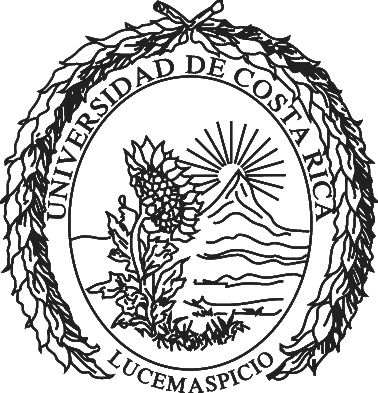 UNIVERSIDAD DE COSTA RICA
LUCEMASPICIO